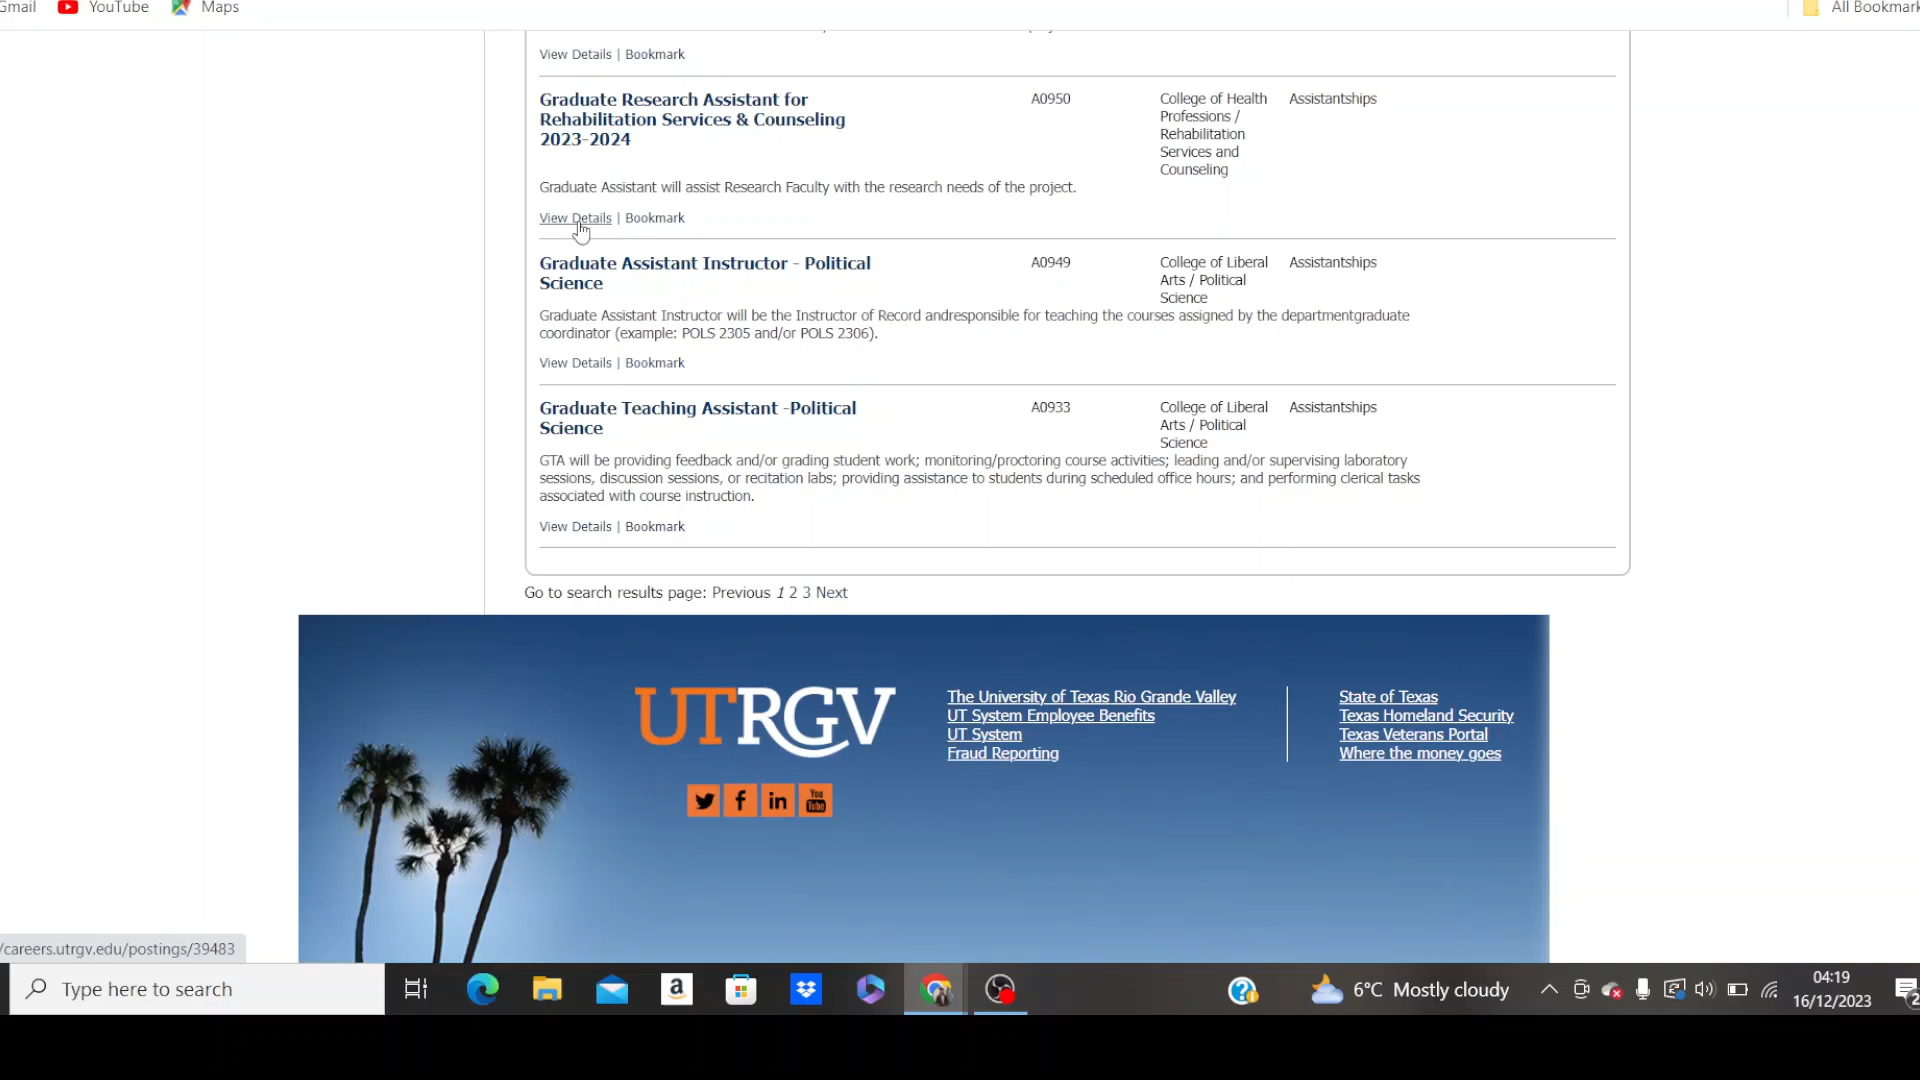 Gmail YouTube Maps All Bookmark
View Details | Bookmark
Graduate Research Assistant for
Rehabilitation Services & Counseling
2023-2024
A0950
College of Health
Professions /
Rehabilitation
Services and
Counseling
Assistantships
Graduate Assistant will assist Research Faculty with the research needs of the project.
View Details | Bookmark
Graduate Assistant Instructor - Political
Science
A0949
College of Liberal
Arts / Political
Science
Assistantships
Graduate Assistant Instructor will be the Instructor of Record andresponsible for teaching the courses assigned by the departmentgraduate
coordinator (example: POLS 2305 and/or POLS 2306).
View Details | Bookmark
Graduate Teaching Assistant -Political
Science
A0933
College of Liberal
Arts / Political
Science
Assistantships
GTA will be providing feedback and/or grading student work; monitoring/proctoring course activities; leading and/or supervising laboratory
sessions, discussion sessions, or recitation labs; providing assistance to students during scheduled office hours; and performing clerical tasks
associated with course instruction.
View Details | Bookmark
Go to search results page: Previous 1 2 3 Next
UTRGV
The University of Texas Rio Grande Valley
UT System Employee Benefits
UT System
Fraud Reporting
State of Texas
Texas Homeland Security
Texas Veterans Portal
Where the money goes
You
Tube
/careers.utrgv.edu/postings/39483
Type here to search
6°C Mostly cloudy
04:19
16/12/2023
2